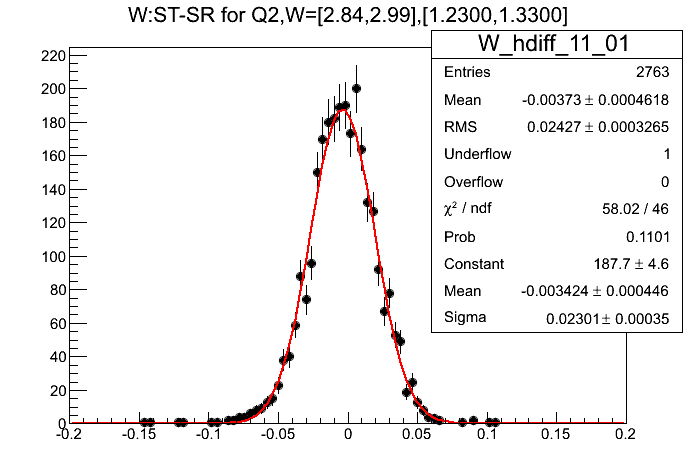 W:ST-SR for Q2,W=[2.84,2.99],[1.2300,1.3300]
W_hdiff_11_01
Entries 2763
Mean -0.00373 ± 0.0004618
RMS 0.02427 ± 0.0003265
Underflow 1
Overflow 0
χ² / ndf 58.02 / 46
Prob 0.1101
Constant 187.7 ± 4.6
Mean -0.003424 ± 0.000446
Sigma 0.02301 ± 0.00035
220
200
180
160
140
120
100
80
60
40
20
0
-0.2 -0.15 -0.1 -0.05 0 0.05 0.1 0.15 0.2